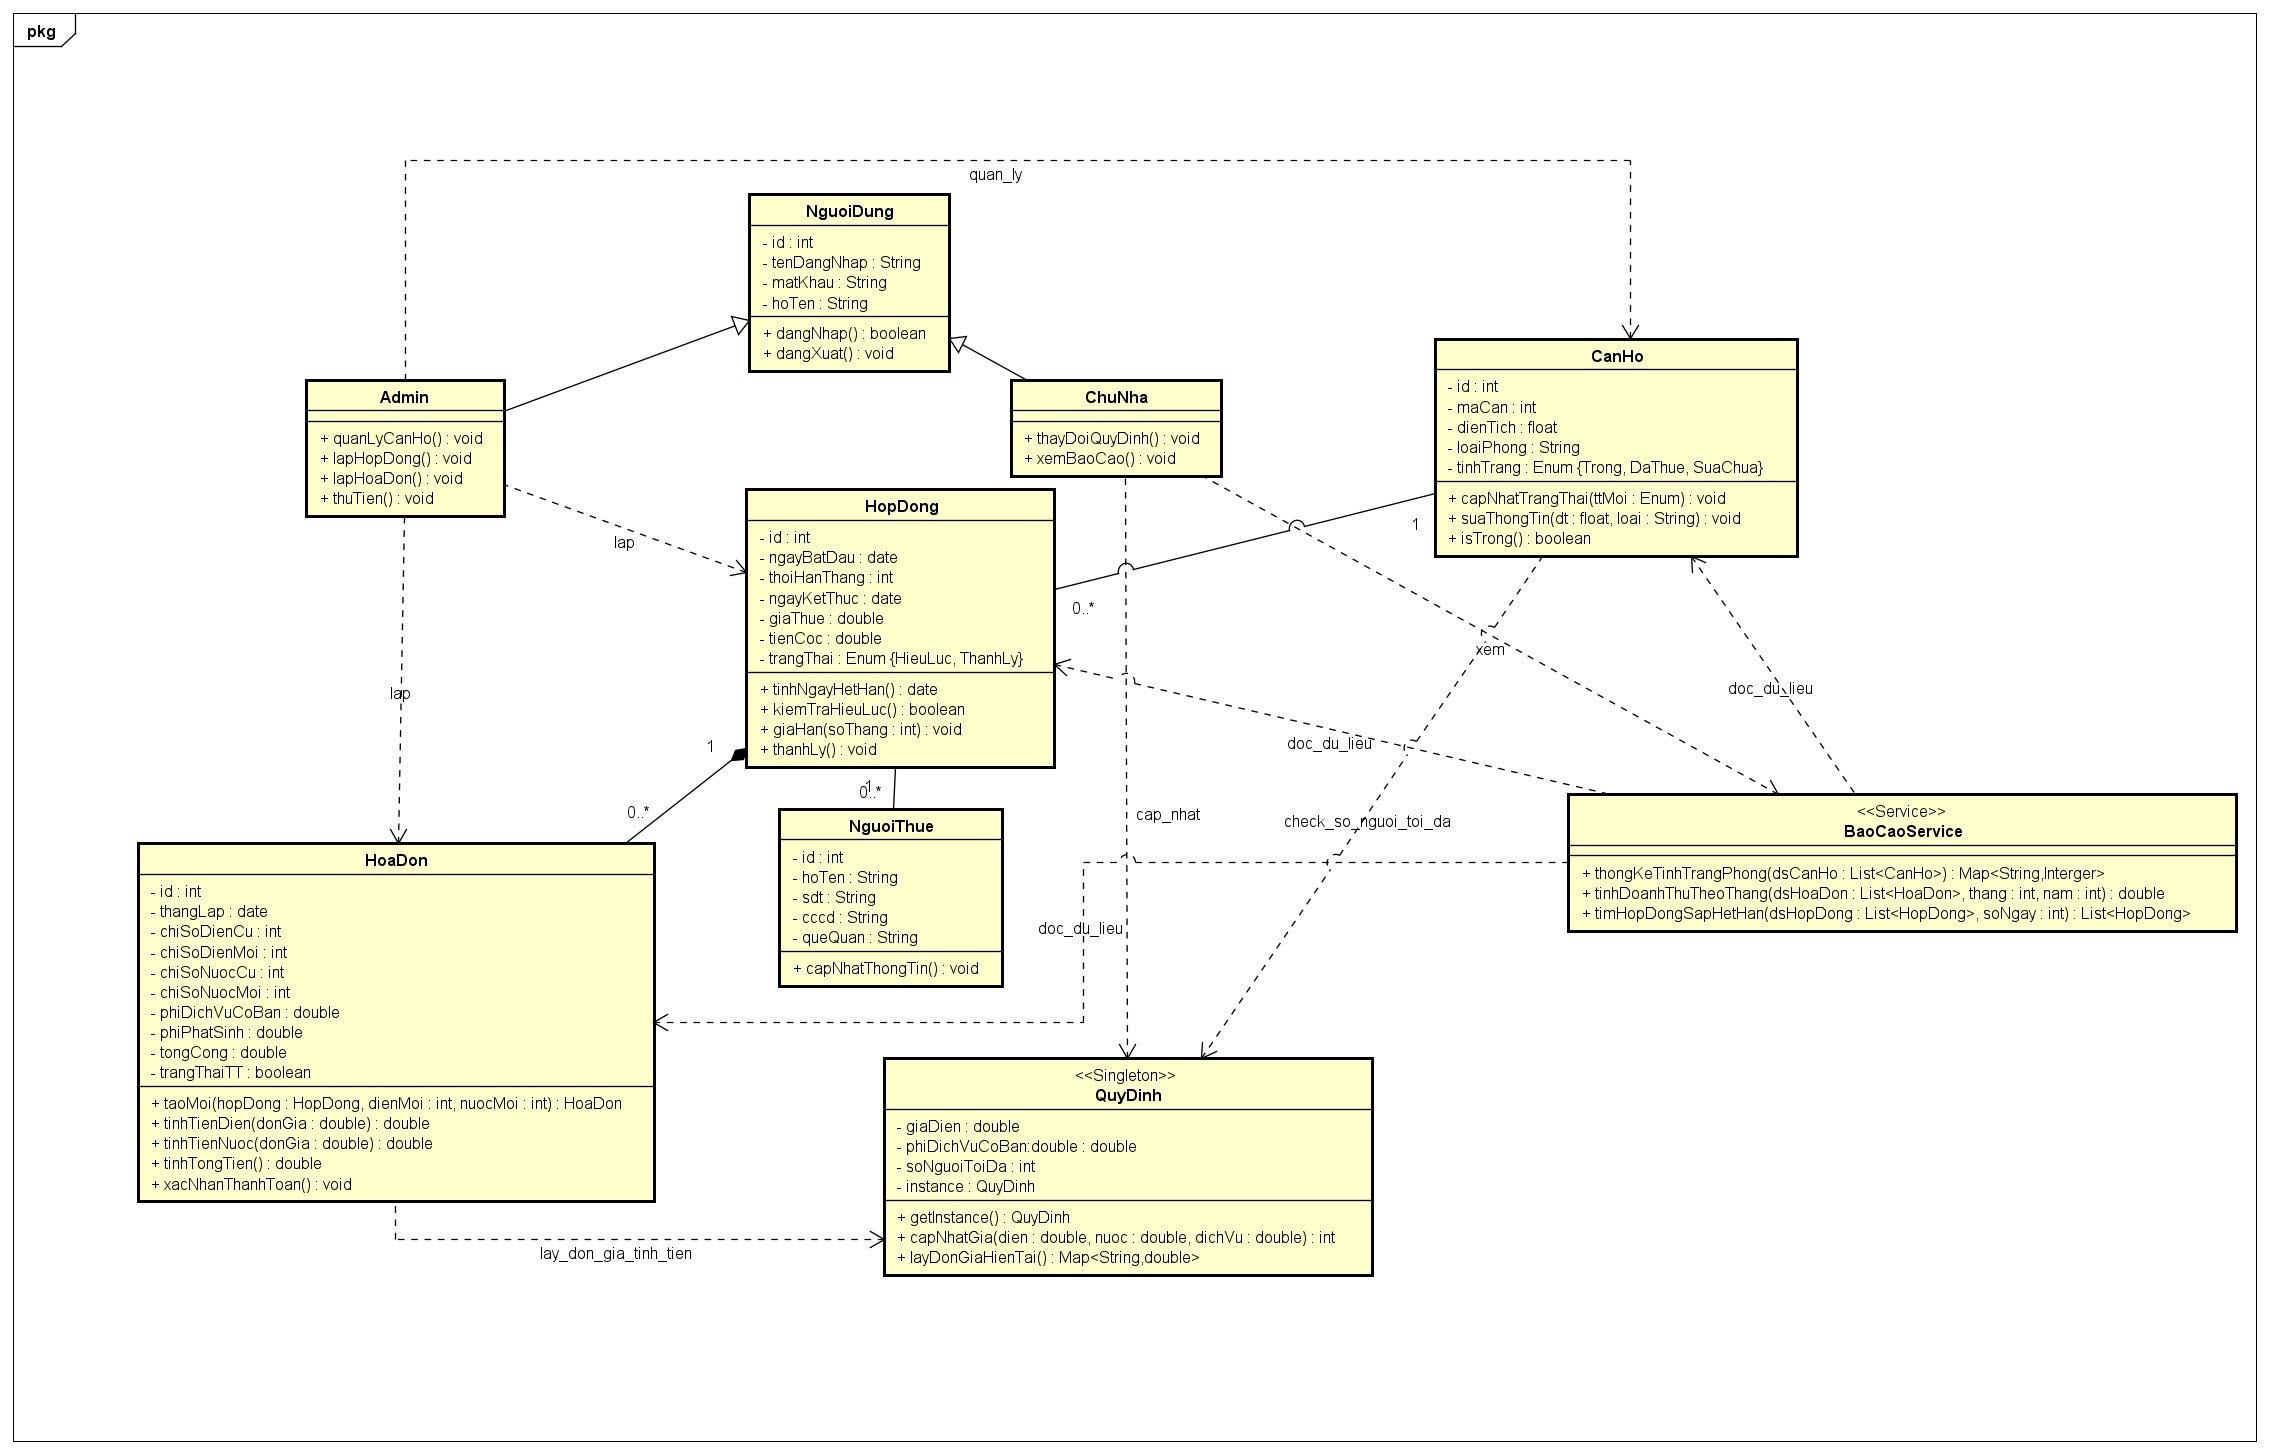 pkg
quan_ly
NguoiDung
- id : int
- tenDangNhap : String
- matKhau : String
- hoTen : String
+ dangNhap() : boolean
+ dangXuat() : void
Admin
+ quanLyCanHo() : void
+ lapHopDong() : void
+ lapHoaDon() : void
+ thuTien() : void
ChuNha
+ thayDoiQuyDinh() : void
+ xemBaoCao() : void
CanHo
- id : int
- maCan : int
- dienTich : float
- loaiPhong : String
- tinhTrang : Enum {Trong, DaThue, SuaChua}
+ capNhatTrangThai(ttMoi : Enum) : void
+ suaThongTin(dt : float, loai : String) : void
+ isTrong() : boolean
HopDong
- id : int
- ngayBatDau : date
- thoiHanThang : int
- ngayKetThuc : date
- giaThue : double
- tienCoc : double
- trangThai : Enum {HieuLuc, ThanhLy}
+ tinhNgayHetHan() : date
+ kiemTraHieuLuc() : boolean
+ giaHan(soThang : int) : void
+ thanhLy() : void
lap
1
0..*
xem
lap
doc_du_lieu
doc_du_lieu
1
0..*
1
0..*
cap_nhat
check_so_nguoi_toi_da
doc_du_lieu
NguoiThue
- id : int
- hoTen : String
- sdt : String
- cccd : String
- queQuan : String
+ capNhatThongTin() : void
<<Service>>
BaoCaoService
+ thongKeTinhTrangPhong(dsCanHo : List<CanHo>) : Map<String,Interger>
+ tinhDoanhThuTheoThang(dsHoaDon : List<HoaDon>, thang : int, nam : int) : double
+ timHopDongSapHetHan(dsHopDong : List<HopDong>, soNgay : int) : List<HopDong>
HoaDon
- id : int
- thangLap : date
- chiSoDienCu : int
- chiSoDienMoi : int
- chiSoNuocCu : int
- chiSoNuocMoi : int
- phiDichVuCoBan : double
- phiPhatSinh : double
- tongCong : double
- trangThaiTT : boolean
+ taoMoi(hopDong : HopDong, dienMoi : int, nuocMoi : int) : HoaDon
+ tinhTienDien(donGia : double) : double
+ tinhTienNuoc(donGia : double) : double
+ tinhTongTien() : double
+ xacNhanThanhToan() : void
<<Singleton>>
QuyDinh
- giaDien : double
- phiDichVuCoBan:double : double
- soNguoiToiDa : int
- instance : QuyDinh
+ getInstance() : QuyDinh
+ capNhatGia(dien : double, nuoc : double, dichVu : double) : int
+ layDonGiaHienTai() : Map<String,double>
lay_don_gia_tinh_tien